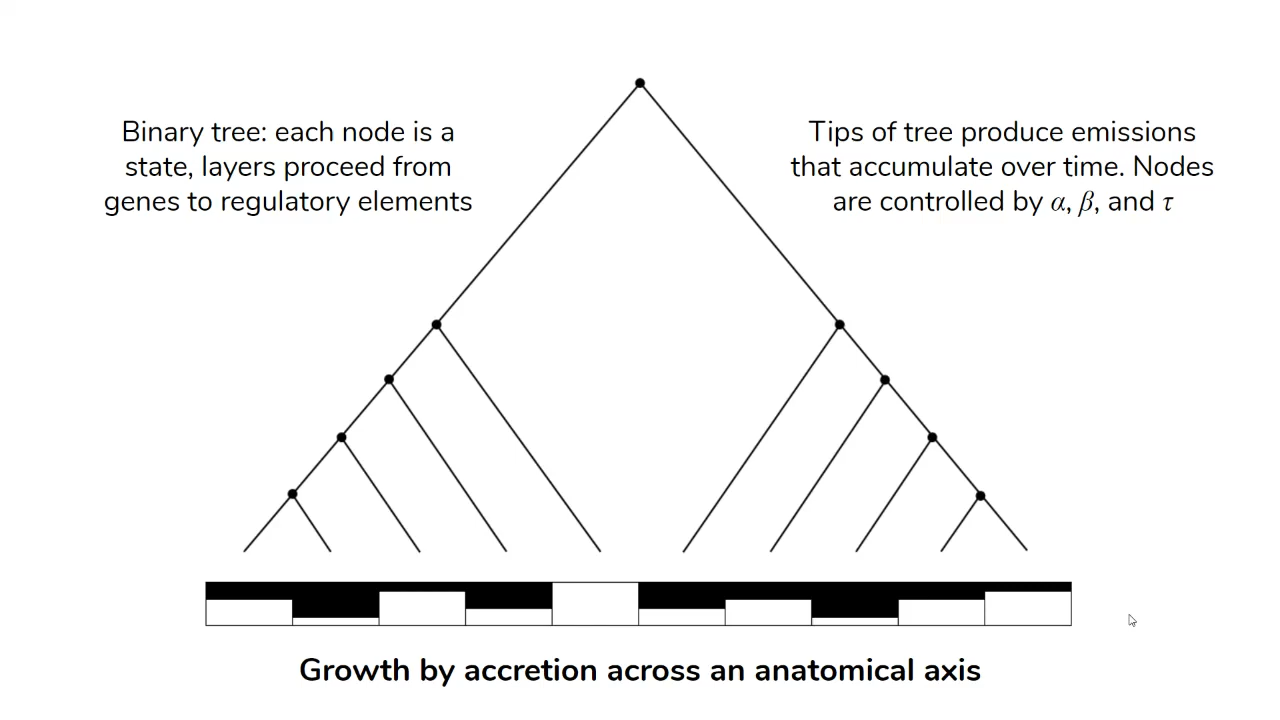 Binary tree: each node is a
state, layers proceed from
genes to regulatory elements
Tips of tree produce emissions
that accumulate over time. Nodes
are controlled by α, β, and τ
Growth by accretion across an anatomical axis